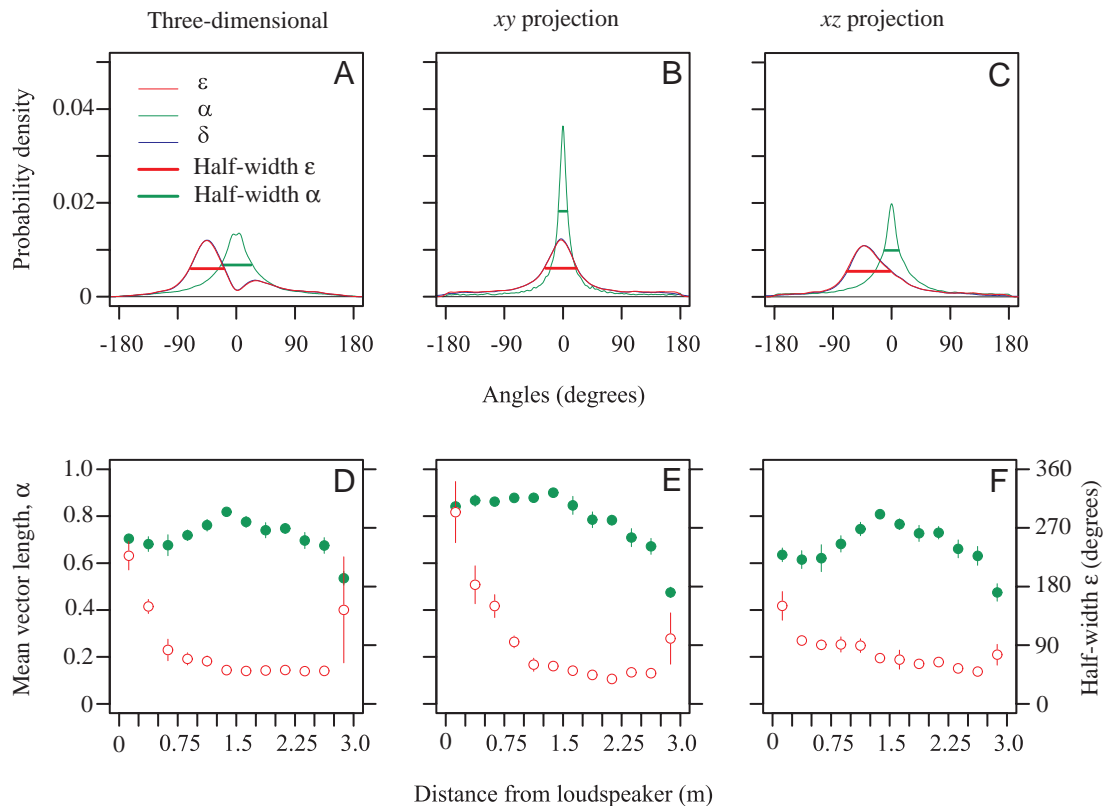 Three-dimensional
xy projection
xz projection
A
B
C
ε
α
δ
Half-width ε
Half-width α
Probability density
0.04
0.02
0
-180 -90 0 90 180
-180 -90 0 90 180
-180 -90 0 90 180
Angles (degrees)
D
E
F
Mean vector length, α
1.0
0.8
0.6
0.4
0.2
0
360
270
180
90
0
Half-width ε (degrees)
0 0.75 1.5 2.25 3.0
0 0.75 1.5 2.25 3.0
0 0.75 1.5 2.25 3.0
Distance from loudspeaker (m)